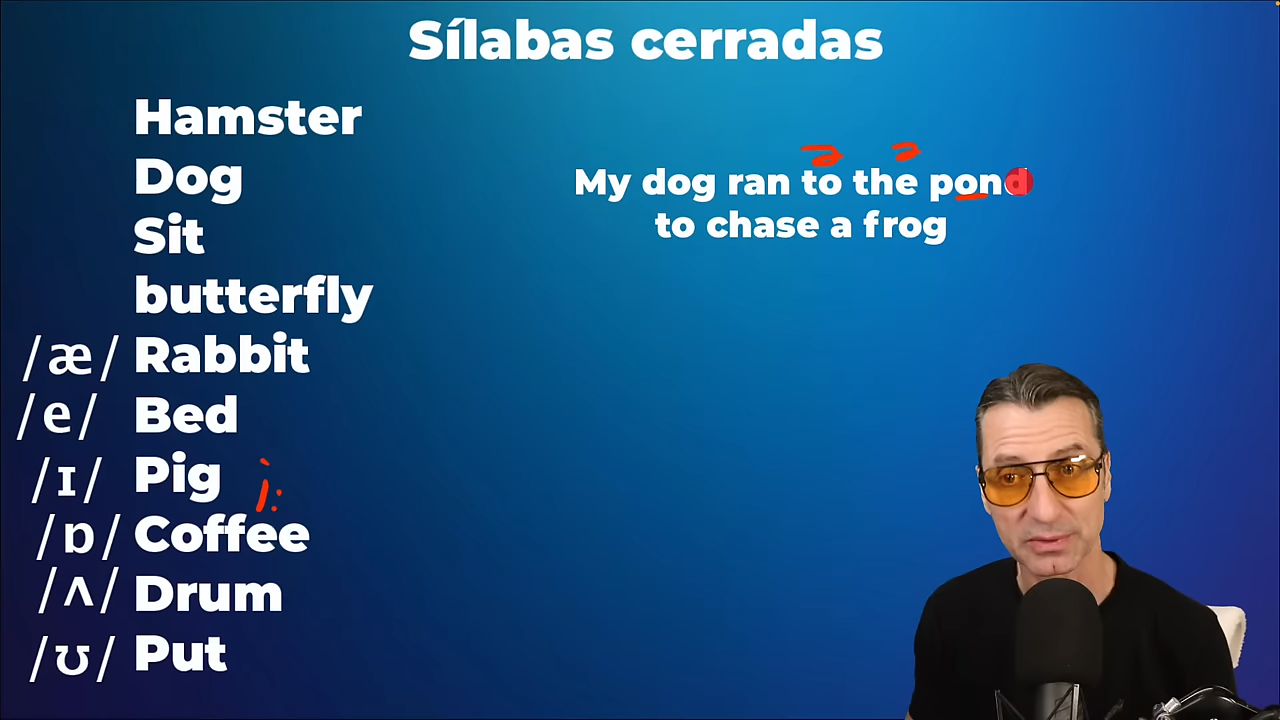 Sílabas cerradas
Hamster
Dog
Sit
butterfly
/æ/ Rabbit
/e/ Bed
/ɪ/ Pig
i:
/ɒ/ Coffee
/ʌ/ Drum
/ʊ/ Put
My dog ran to the pond
to chase a frog